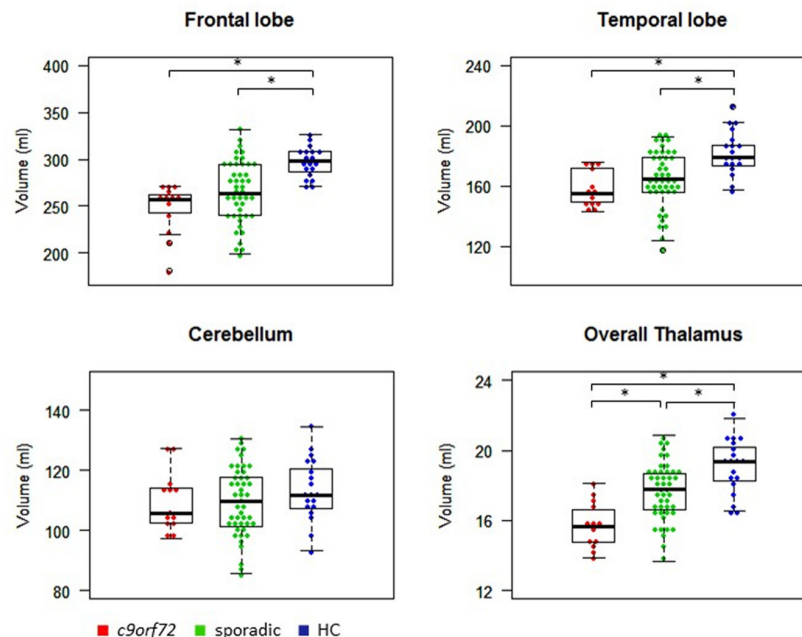 Frontal lobe
Volume (ml)
400
350
300
250
200
*
*
Temporal lobe
Volume (ml)
240
200
160
120
*
*
Cerebellum
Volume (ml)
140
120
100
80
Overall Thalamus
Volume (ml)
24
20
16
12
*
*
*
c9orf72 sporadic HC